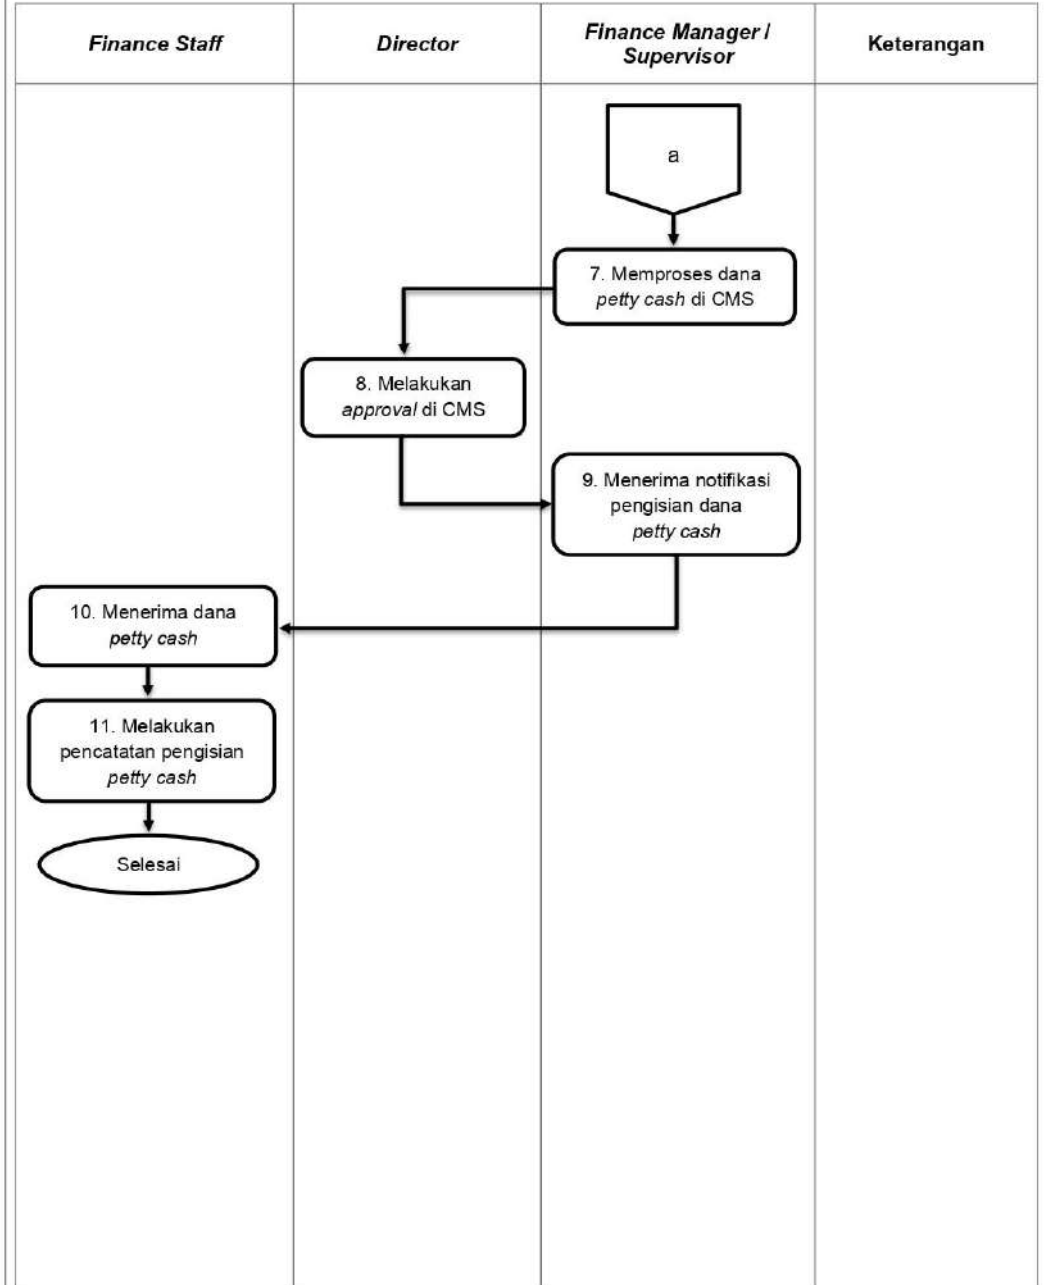 Finance Staff
Director
Finance Manager /
Supervisor
Keterangan
a
7. Memproses dana
petty cash di CMS
8. Melakukan
approval di CMS
9. Menerima notifikasi
pengisian dana
petty cash
10. Menerima dana
petty cash
11. Melakukan
pencatatan pengisian
petty cash
Selesai